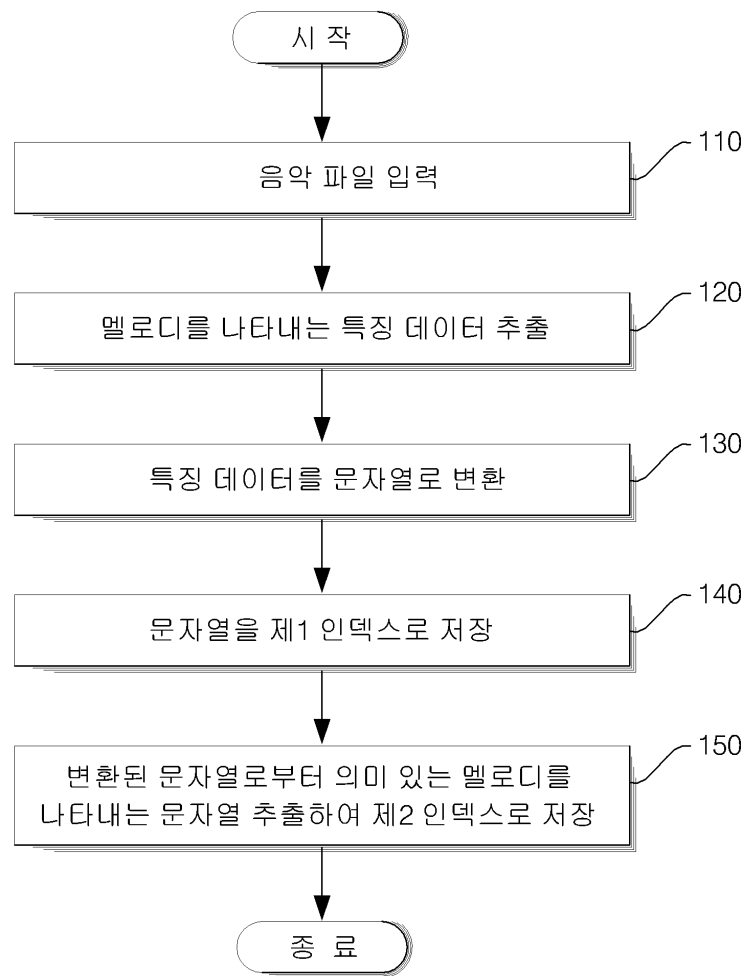 시 작
음악 파일 입력
110
멜로디를 나타내는 특징 데이터 추출
120
특징 데이터를 문자열로 변환
130
문자열을 제1 인덱스로 저장
140
변환된 문자열로부터 의미 있는 멜로디를
나타내는 문자열 추출하여 제2 인덱스로 저장
150
종 료